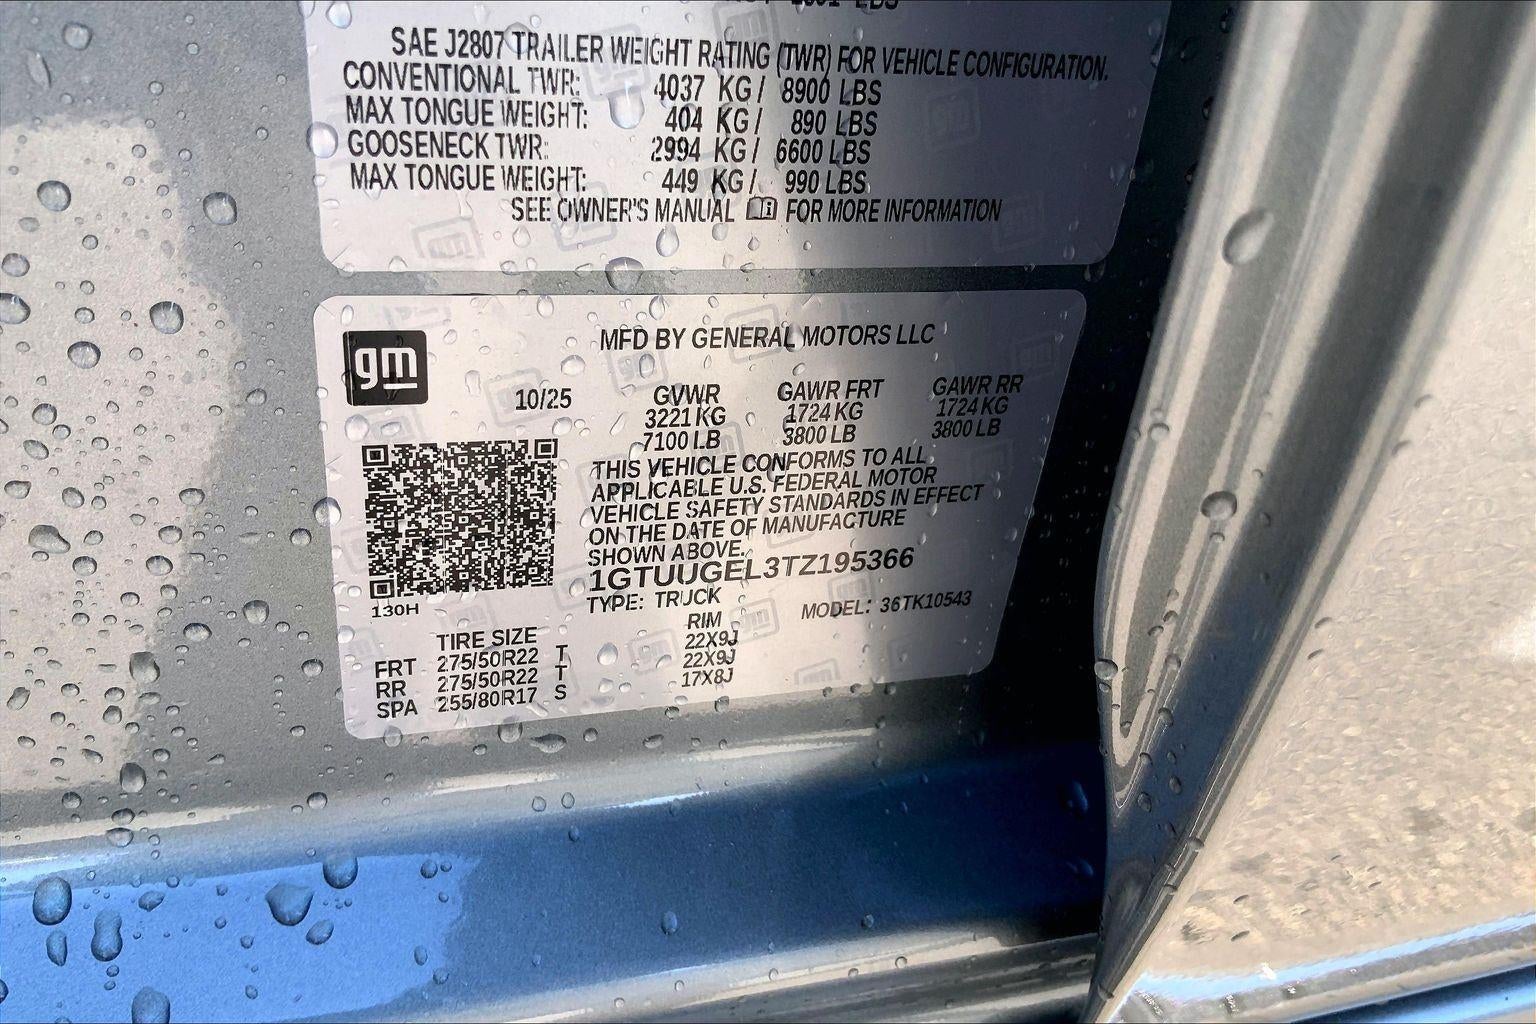 SAE J2807 TRAILER WEIGHT RATING (TWR) FOR VEHICLE CONFIGURATION.
CONVENTIONAL TWR: 4037 KG / 8900 LBS
MAX TONGUE WEIGHT: 404 KG / 890 LBS
GOOSENECK TWR: 2994 KG / 6600 LBS
MAX TONGUE WEIGHT: 449 KG / 990 LBS
SEE OWNER'S MANUAL FOR MORE INFORMATION
gm
MFD BY GENERAL MOTORS LLC
10/25 GVWR GAWR FRT GAWR RR
3221 KG 1724 KG 1724 KG
7100 LB 3800 LB 3800 LB
THIS VEHICLE CONFORMS TO ALL
APPLICABLE U.S. FEDERAL MOTOR
VEHICLE SAFETY STANDARDS IN EFFECT
ON THE DATE OF MANUFACTURE
SHOWN ABOVE.
1GTUUGEL3TZ195366
130H
TYPE: TRUCK MODEL: 36TK10543
TIRE SIZE RIM
FRT 275/50R22 T 22X9J
RR 275/50R22 T 22X9J
SPA 255/80R17 S 17X8J